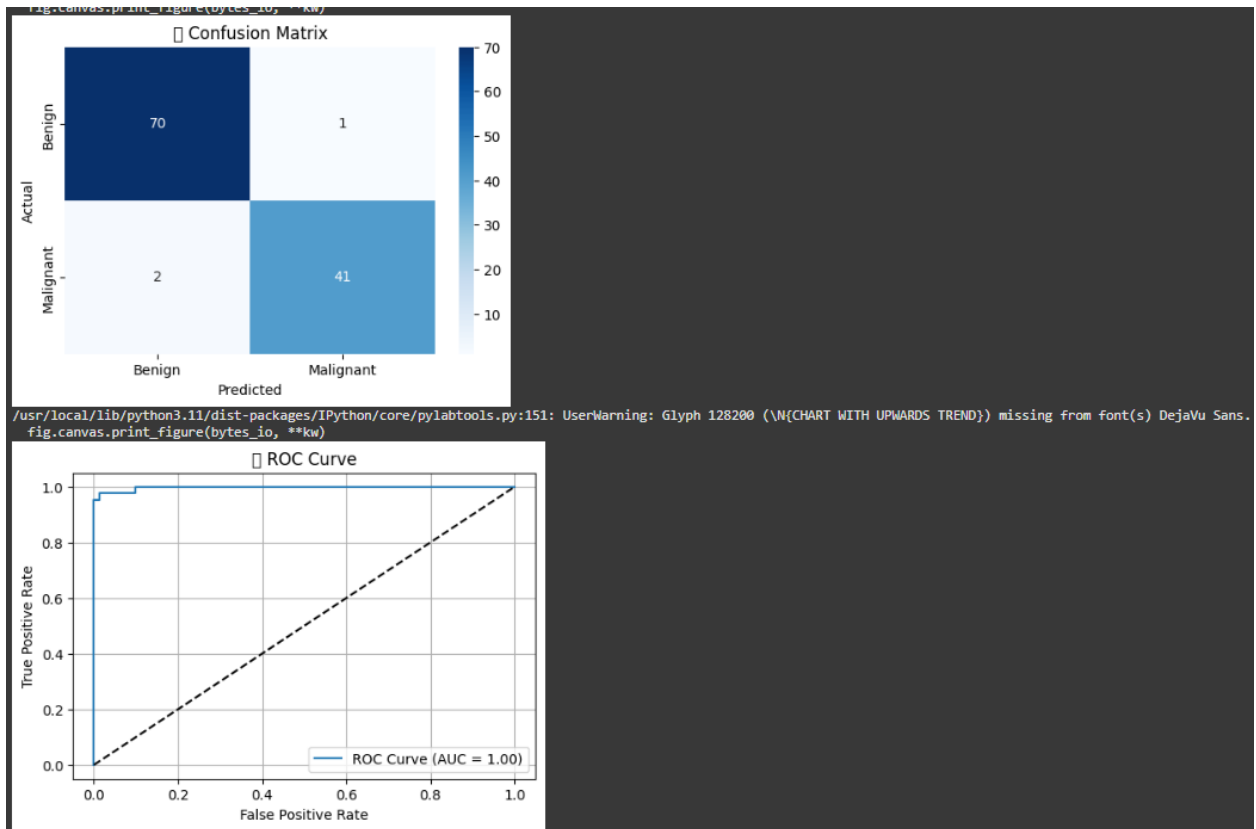 fig.canvas.print_figure(bytes_io, **kw)
▯ Confusion Matrix
70
60
50
40
30
20
10
Benign
Malignant
Actual
70
1
2
41
Benign
Malignant
Predicted
/usr/local/lib/python3.11/dist-packages/IPython/core/pylabtools.py:151: UserWarning: Glyph 128200 (\N{CHART WITH UPWARDS TREND}) missing from font(s) DejaVu Sans.
fig.canvas.print_figure(bytes_io, **kw)
▯ ROC Curve
True Positive Rate
1.0
0.8
0.6
0.4
0.2
0.0
ROC Curve (AUC = 1.00)
0.0 0.2 0.4 0.6 0.8 1.0
False Positive Rate